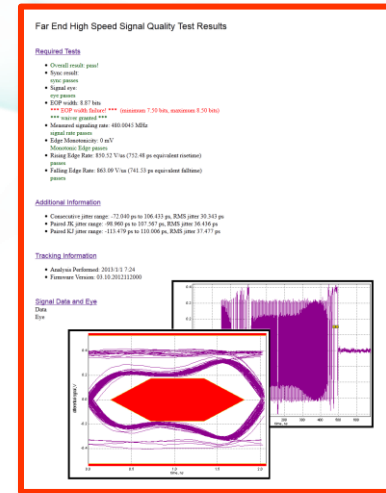 Far End High Speed Signal Quality Test Results
Required Tests
Overall result: pass!
Sync result:
sync passes
Signal eye:
eye passes
EOP width: 8.07 bits
*** EOP width failure! *** (minimum 7.50 bits, maximum 8.50 bits)
*** waiver granted ***
Measured signaling rate: 480.0045 MHz
signal rate passes
Edge Monotonicity: 0 mV
Monotonic Edge passes
Rising Edge Rate: 850.52 V/us (752.48 ps equivalent risetime)
passes
Falling Edge Rate: 863.09 V/us (741.53 ps equivalent falltime)
passes
Additional Information
Consecutive jitter range: -72.040 ps to 106.433 ps, RMS jitter 30.343 ps
Paired JK jitter range: -98.960 ps to 107.567 ps, RMS jitter 36.436 ps
Paired KJ jitter range: -113.479 ps to 110.006 ps, RMS jitter 37.477 ps
Tracking Information
Analysis Performed: 2013/1/1 7:24
Firmware Version: 03.10.2012112000
Signal Data and Eye
Data
Eye